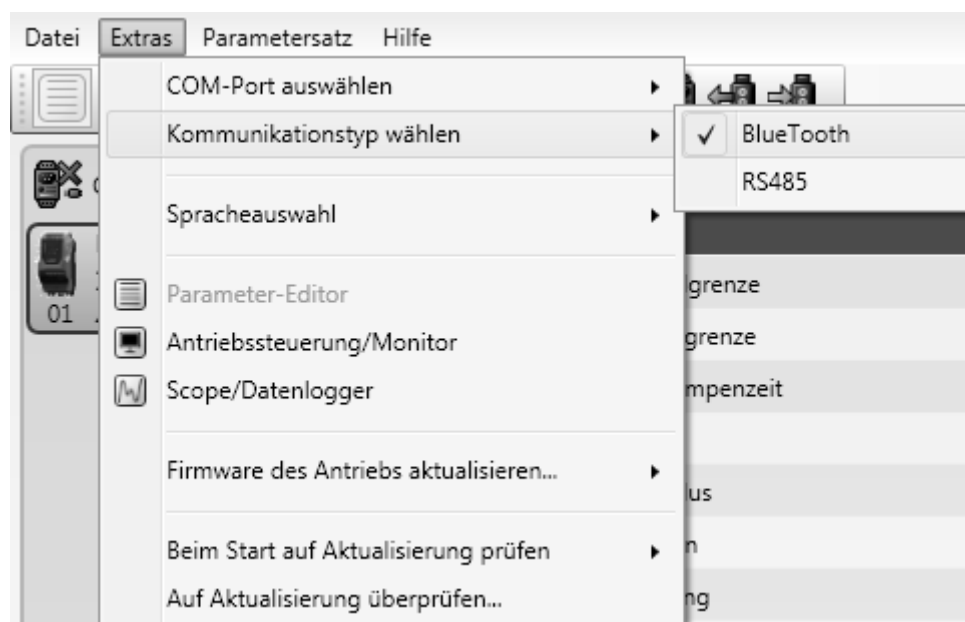 Datei Extras Parametersatz Hilfe
COM-Port auswählen
Kommunikationstyp wählen
BlueTooth
RS485
Spracheauswahl
Parameter-Editor
Antriebssteuerung/Monitor
Scope/Datenlogger
Firmware des Antriebs aktualisieren...
Beim Start auf Aktualisierung prüfen
Auf Aktualisierung überprüfen...
01
lgrenze
grenze
mpenzeit
lus
n
ng